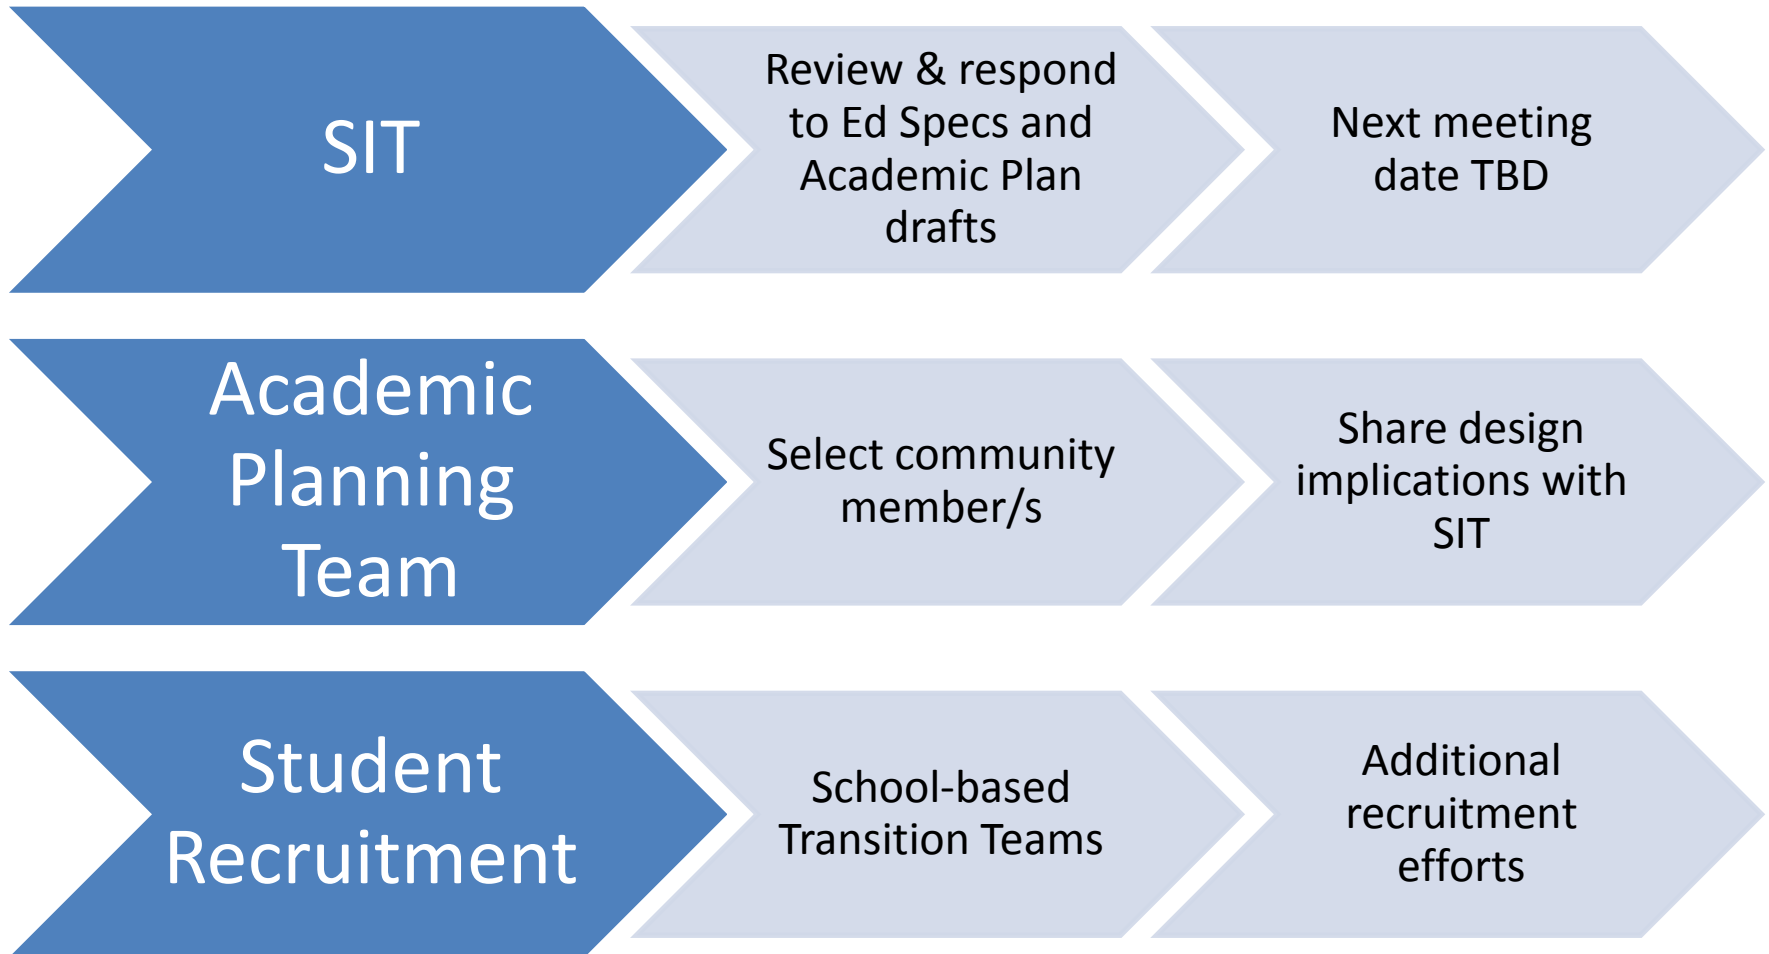 SIT
Review & respond
to Ed Specs and
Academic Plan
drafts
Next meeting
date TBD
Academic
Planning
Team
Select community
member/s
Share design
implications with
SIT
Student
Recruitment
School-based
Transition Teams
Additional
recruitment
efforts